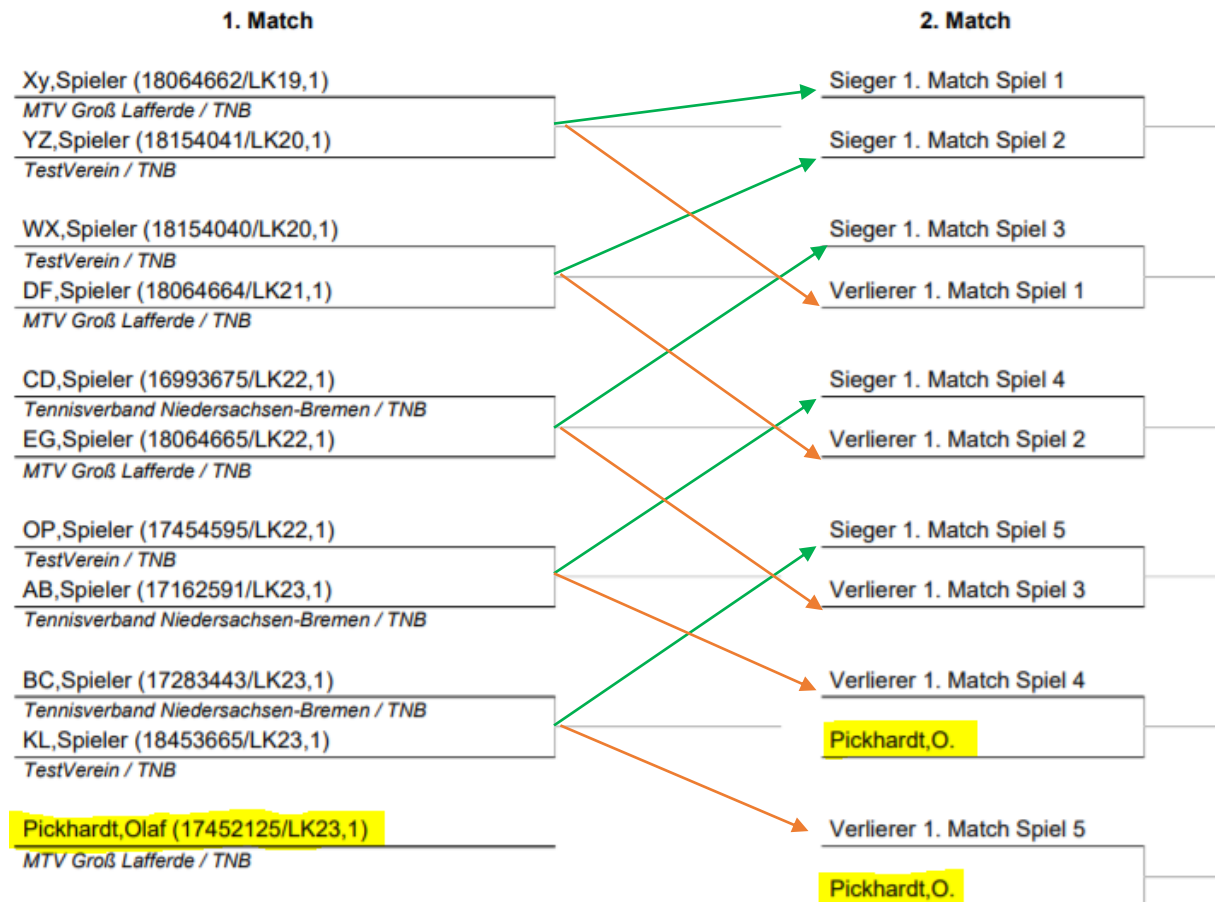 1. Match
Xy,Spieler (18064662/LK19,1)
MTV Groß Lafferde / TNB
YZ,Spieler (18154041/LK20,1)
TestVerein / TNB
WX,Spieler (18154040/LK20,1)
TestVerein / TNB
DF,Spieler (18064664/LK21,1)
MTV Groß Lafferde / TNB
CD,Spieler (16993675/LK22,1)
Tennisverband Niedersachsen-Bremen / TNB
EG,Spieler (18064665/LK22,1)
MTV Groß Lafferde / TNB
OP,Spieler (17454595/LK22,1)
TestVerein / TNB
AB,Spieler (17162591/LK23,1)
Tennisverband Niedersachsen-Bremen / TNB
BC,Spieler (17283443/LK23,1)
Tennisverband Niedersachsen-Bremen / TNB
KL,Spieler (18453665/LK23,1)
TestVerein / TNB
Pickhardt,Olaf (17452125/LK23,1)
MTV Groß Lafferde / TNB
2. Match
Sieger 1. Match Spiel 1
Sieger 1. Match Spiel 2
Sieger 1. Match Spiel 3
Verlierer 1. Match Spiel 1
Sieger 1. Match Spiel 4
Verlierer 1. Match Spiel 2
Sieger 1. Match Spiel 5
Verlierer 1. Match Spiel 3
Verlierer 1. Match Spiel 4
Pickhardt,O.
Verlierer 1. Match Spiel 5
Pickhardt,O.